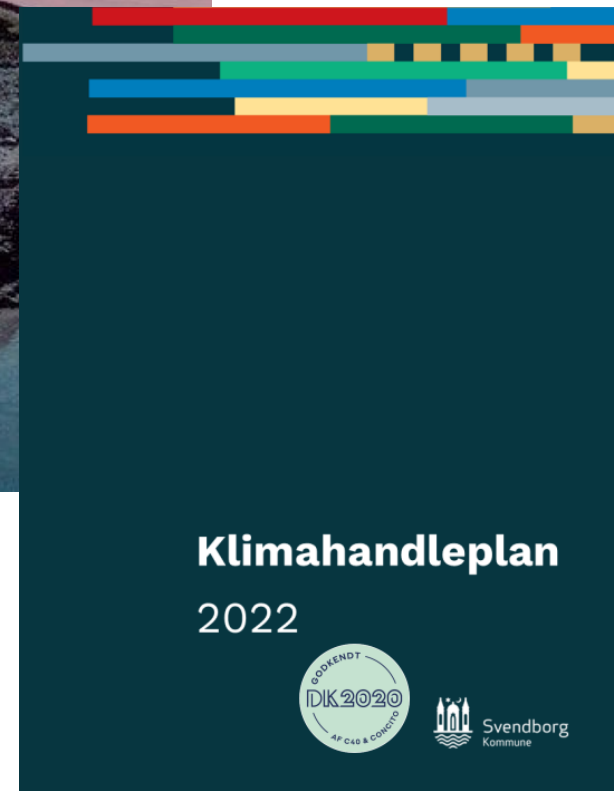 Klimahandleplan
2022
GODKENDT
DK2020
AF C40 & CONCITO
Svendborg
Kommune